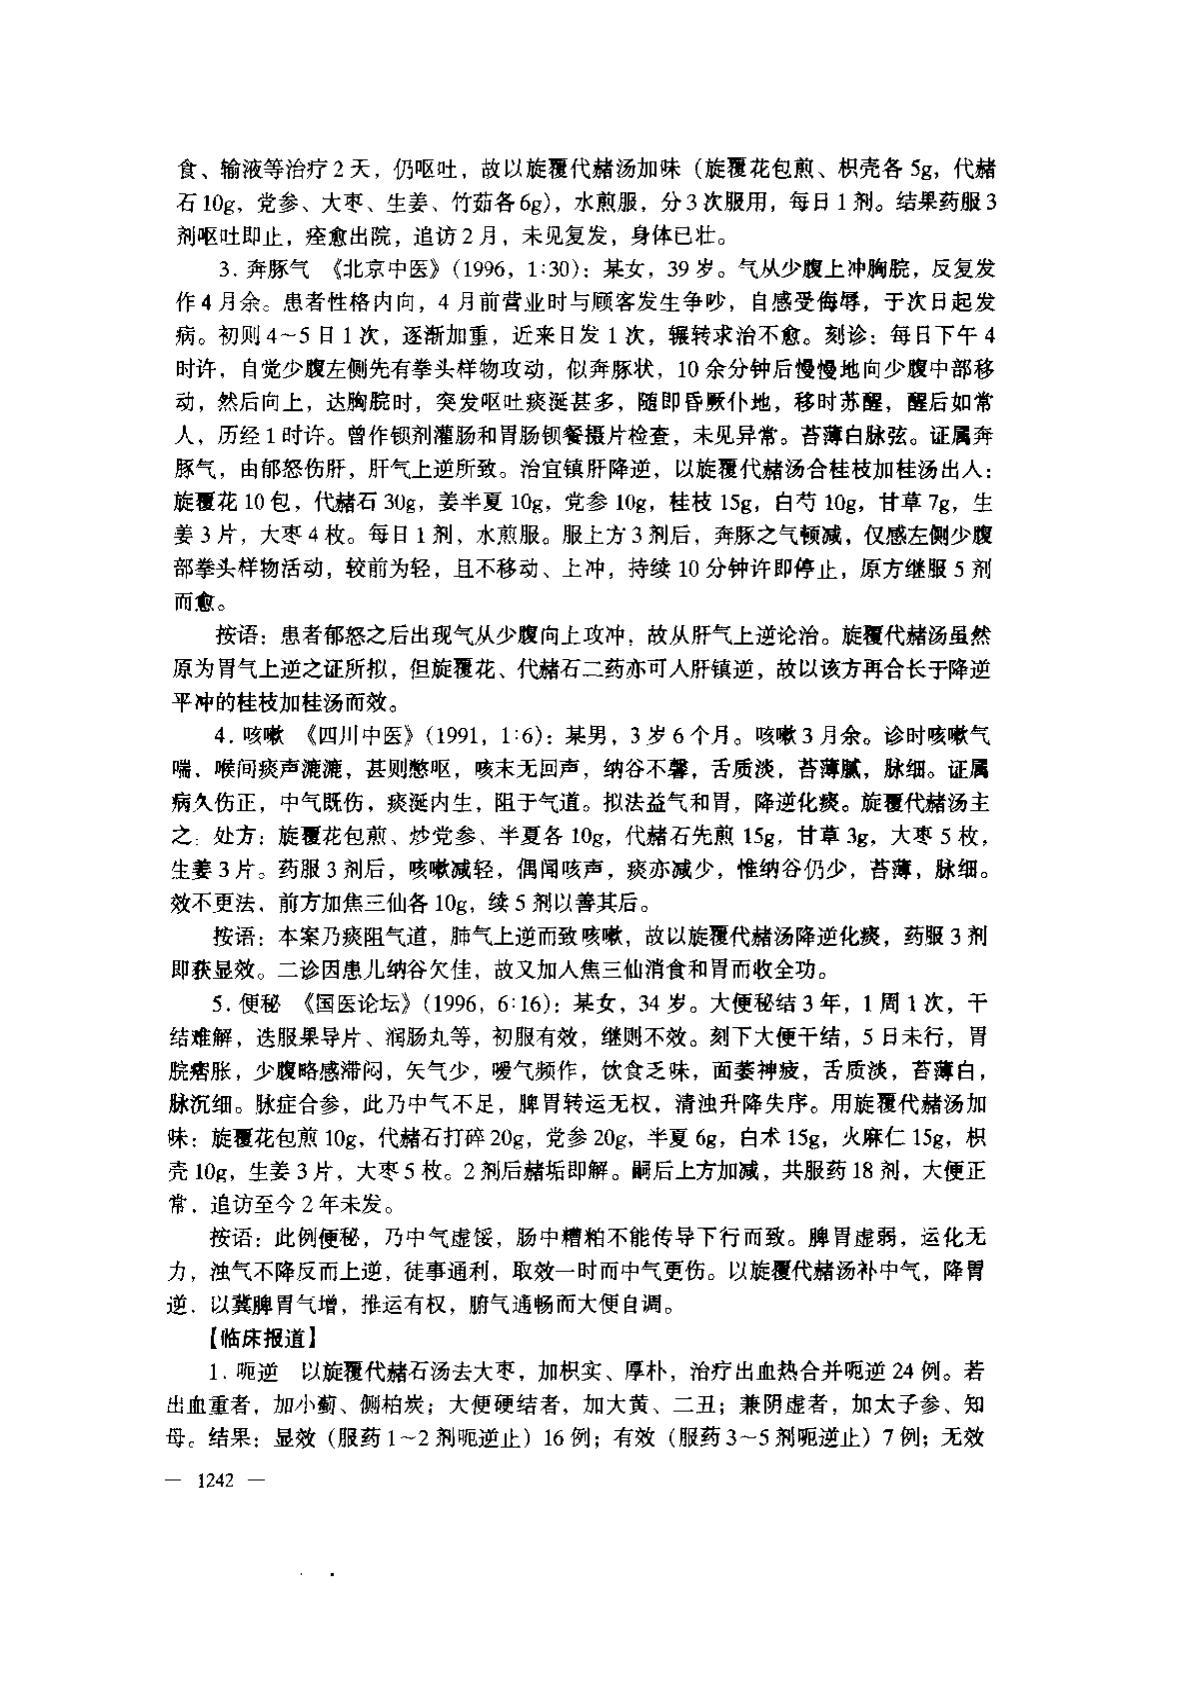 食、输液等治疗2天，仍呕吐，故以旋覆代赭汤加味（旋覆花包煎、枳壳各5g，代赭
石10g，党参、大枣、生姜、竹茹各6g），水煎服，分3次服用，每日1剂。结果药服3
剂呕吐即止，痊愈出院，追访2月，未见复发，身体已壮。
3. 奔豚气 《北京中医》（1996，1:30）：某女，39岁。气从少腹上冲胸脘，反复发
作4月余。患者性格内向，4月前营业时与顾客发生争吵，自感受侮辱，于次日起发
病。初则4～5日1次，逐渐加重，近来日发1次，辗转求治不愈。刻诊：每日下午4
时许，自觉少腹左侧先有拳头样物攻动，似奔豚状，10余分钟后慢慢地向少腹中部移
动，然后向上，达胸脘时，突发呕吐痰涎甚多，随即昏厥仆地，移时苏醒，醒后如常
人，历经1时许。曾作钡剂灌肠和胃肠钡餐摄片检查，未见异常。苔薄白脉弦。证属奔
豚气，由郁怒伤肝，肝气上逆所致。治宜镇肝降逆，以旋覆代赭汤合桂枝加桂汤出人：
旋覆花10包，代赭石30g，姜半夏10g，党参10g，桂枝15g，白芍10g，甘草7g，生
姜3片，大枣4枚。每日1剂，水煎服。服上方3剂后，奔豚之气顿减，仅感左侧少腹
部拳头样物活动，较前为轻，且不移动、上冲，持续10分钟许即停止，原方继服5剂
而愈。
按语：患者郁怒之后出现气从少腹向上攻冲，故从肝气上逆论治。旋覆代赭汤虽然
原为胃气上逆之证所拟，但旋覆花、代赭石二药亦可人肝镇逆，故以该方再合长于降逆
平冲的桂枝加桂汤而效。
4. 咳嗽 《四川中医》（1991，1:6）：某男，3岁6个月。咳嗽3月余。诊时咳嗽气
喘，喉间痰声漉漉，甚则憋呕，咳末无回声，纳谷不馨，舌质淡，苔薄腻，脉细。证属
病久伤正，中气既伤，痰涎内生，阻于气道。拟法益气和胃，降逆化痰。旋覆代赭汤主
之。处方：旋覆花包煎、炒党参、半夏各10g，代赭石先煎15g，甘草3g，大枣5枚，
生姜3片。药服3剂后，咳嗽减轻，偶闻咳声，痰亦减少，惟纳谷仍少，苔薄，脉细。
效不更法，前方加焦三仙各10g，续5剂以善其后。
按语：本案乃痰阻气道，肺气上逆而致咳嗽，故以旋覆代赭汤降逆化痰，药服3剂
即获显效。二诊因患儿纳谷欠佳，故又加人焦三仙消食和胃而收全功。
5. 便秘 《国医论坛》（1996，6:16）：某女，34岁。大便秘结3年，1周1次，干
结难解，迭服果导片、润肠丸等，初服有效，继则不效。刻下大便干结，5日未行，胃
脘痞胀，少腹略感滞闷，矢气少，嗳气频作，饮食乏味，面萎神疲，舌质淡，苔薄白，
脉沉细。脉症合参，此乃中气不足，脾胃转运无权，清浊升降失序。用旋覆代赭汤加
味：旋覆花包煎10g，代赭石打碎20g，党参20g，半夏6g，白术15g，火麻仁15g，枳
壳10g，生姜3片，大枣5枚。2剂后赭垢即解。嗣后上方加减，共服药18剂，大便正
常，追访至今2年未发。
按语：此例便秘，乃中气虚馁，肠中糟粕不能传导下行而致。脾胃虚弱，运化无
力，浊气不降反而上逆，徒事通利，取效一时而中气更伤。以旋覆代赭汤补中气，降胃
逆，以冀脾胃气增，推运有权，腑气通畅而大便自调。
【临床报道】
1. 呃逆 以旋覆代赭石汤去大枣，加枳实、厚朴，治疗出血热合并呃逆24例。若
出血重者，加小蓟、侧柏炭；大便硬结者，加大黄、二丑；兼阴虚者，加太子参、知
母。结果：显效（服药1～2剂呃逆止）16例；有效（服药3～5剂呃逆止）7例；无效
— 1242 —